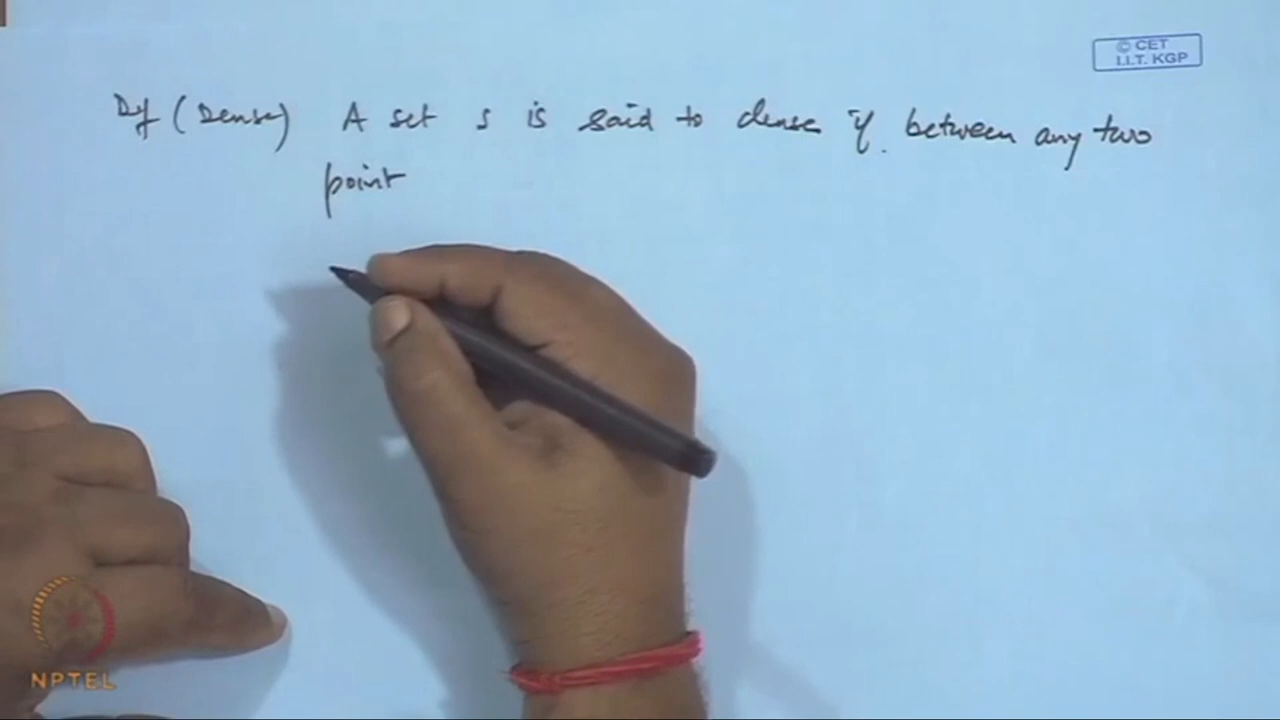 © CET
I.I.T. KGP
Def (Dense) A set S is said to dense if between any two
point
NPTEL